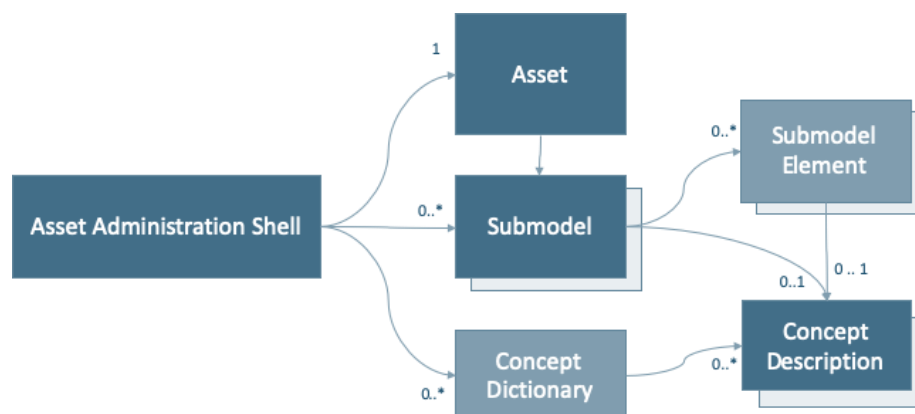 1
Asset
0..*
Submodel
Element
Asset Administration Shell
0..*
Submodel
0 .. 1
0..1
Concept
Description
0..*
Concept
Dictionary
0..*